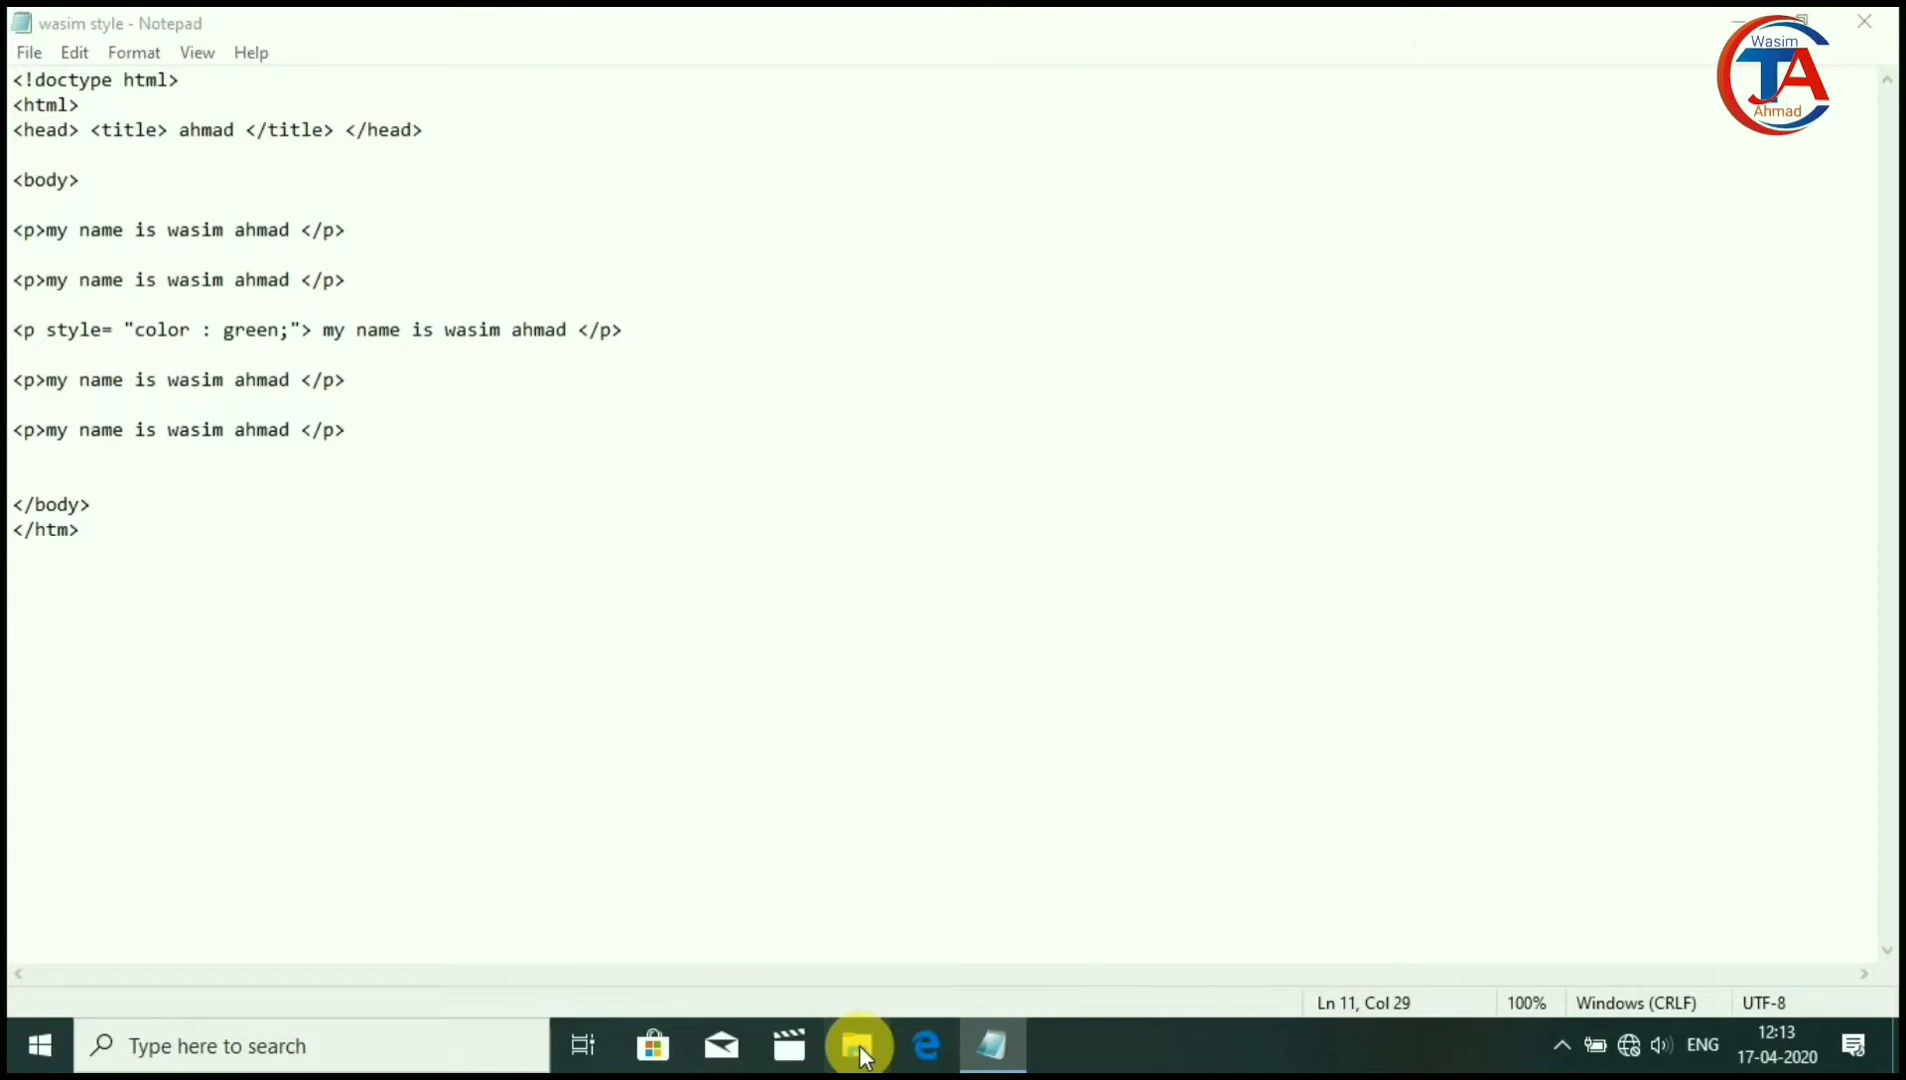 wasim style - Notepad
File Edit Format View Help
<!doctype html>
<html>
<head> <title> ahmad </title> </head>
<body>
<p>my name is wasim ahmad </p>
<p>my name is wasim ahmad </p>
<p style= "color : green;"> my name is wasim ahmad </p>
<p>my name is wasim ahmad </p>
<p>my name is wasim ahmad </p>
</body>
</htm>
Wasim
TA
Ahmad
Ln 11, Col 29 100% Windows (CRLF) UTF-8
Type here to search
ENG
12:13
17-04-2020